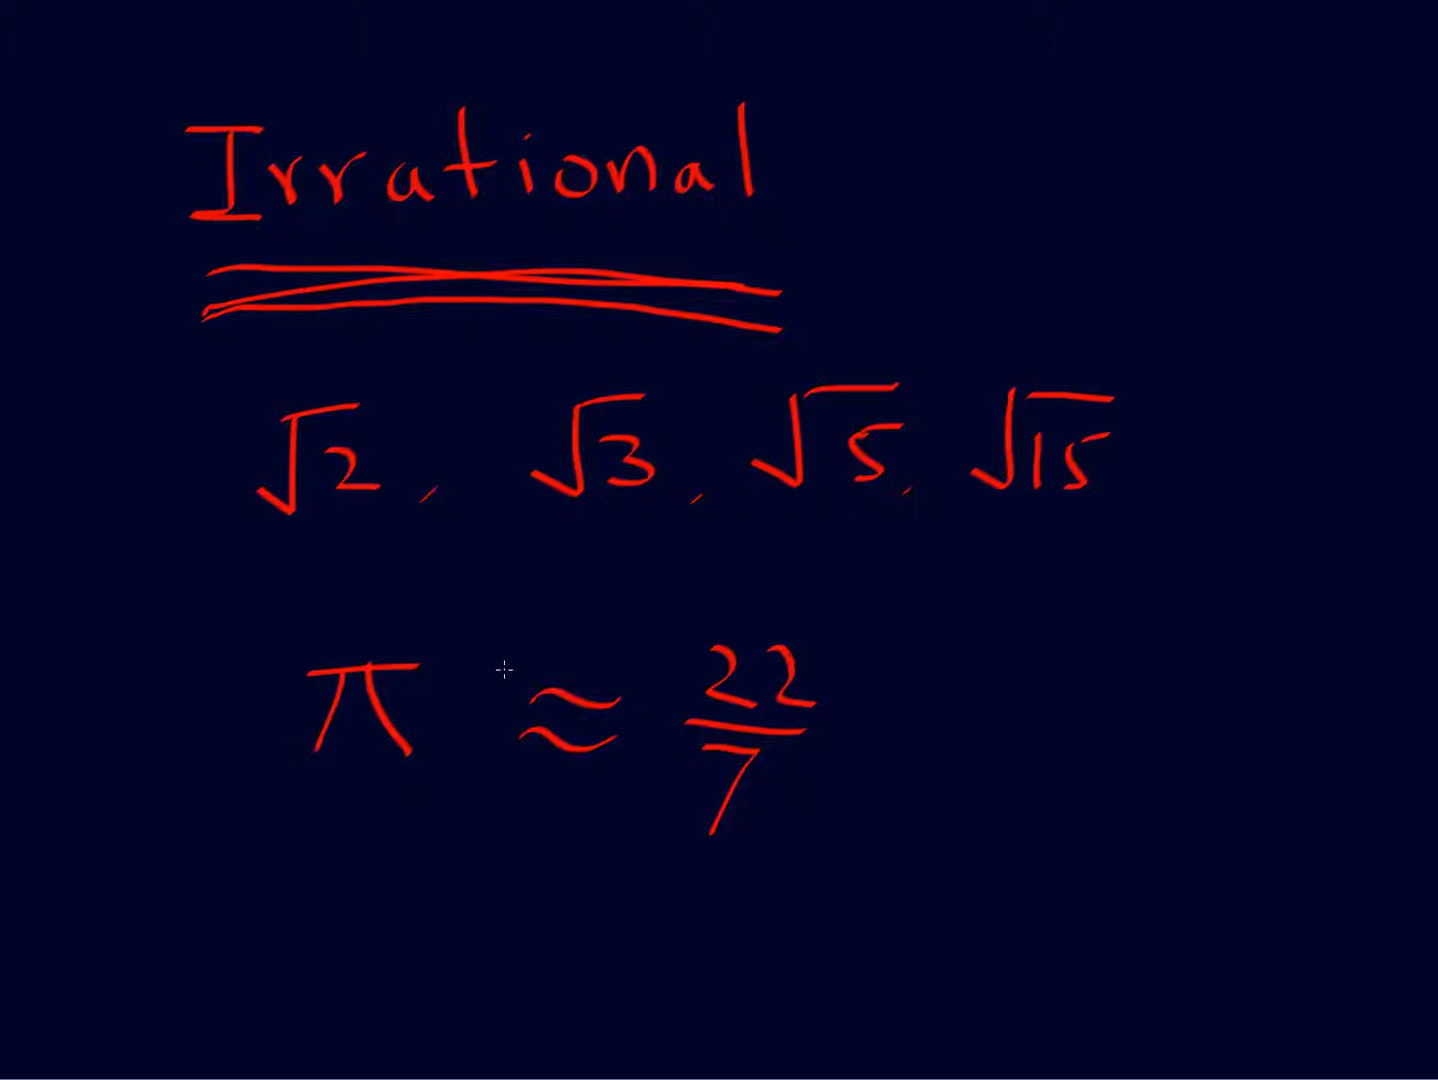 Irrational
√2, √3, √5, √15
π ≈ 22/7